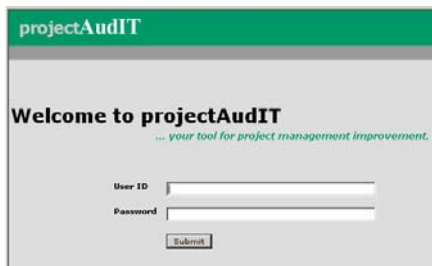 projectAudIT
Welcome to projectAudIT
... your tool for project management improvement.
User ID
Password
Submit